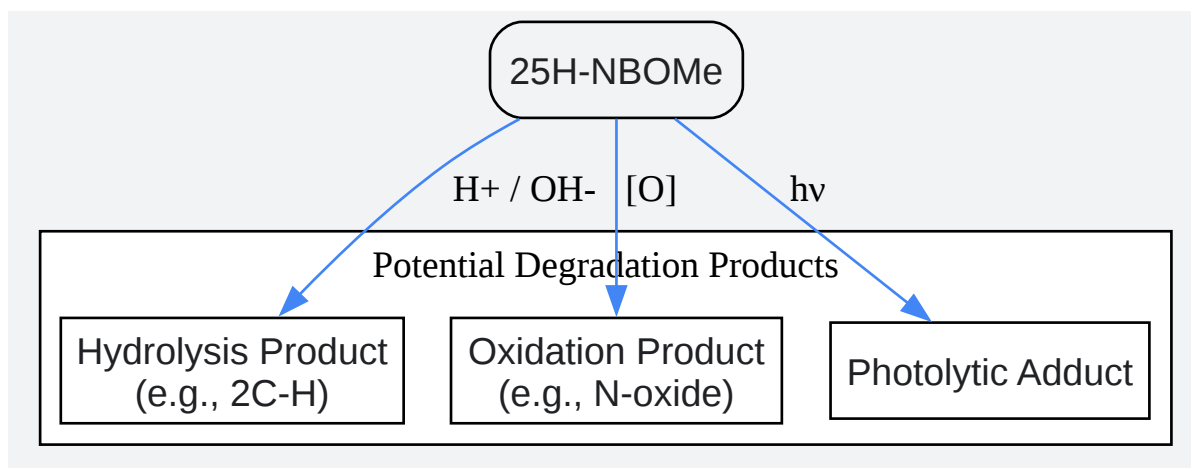 25H-NBOMe
H+ / OH-
[O]
hν
Potential Degradation Products
Hydrolysis Product
(e.g., 2C-H)
Oxidation Product
(e.g., N-oxide)
Photolytic Adduct